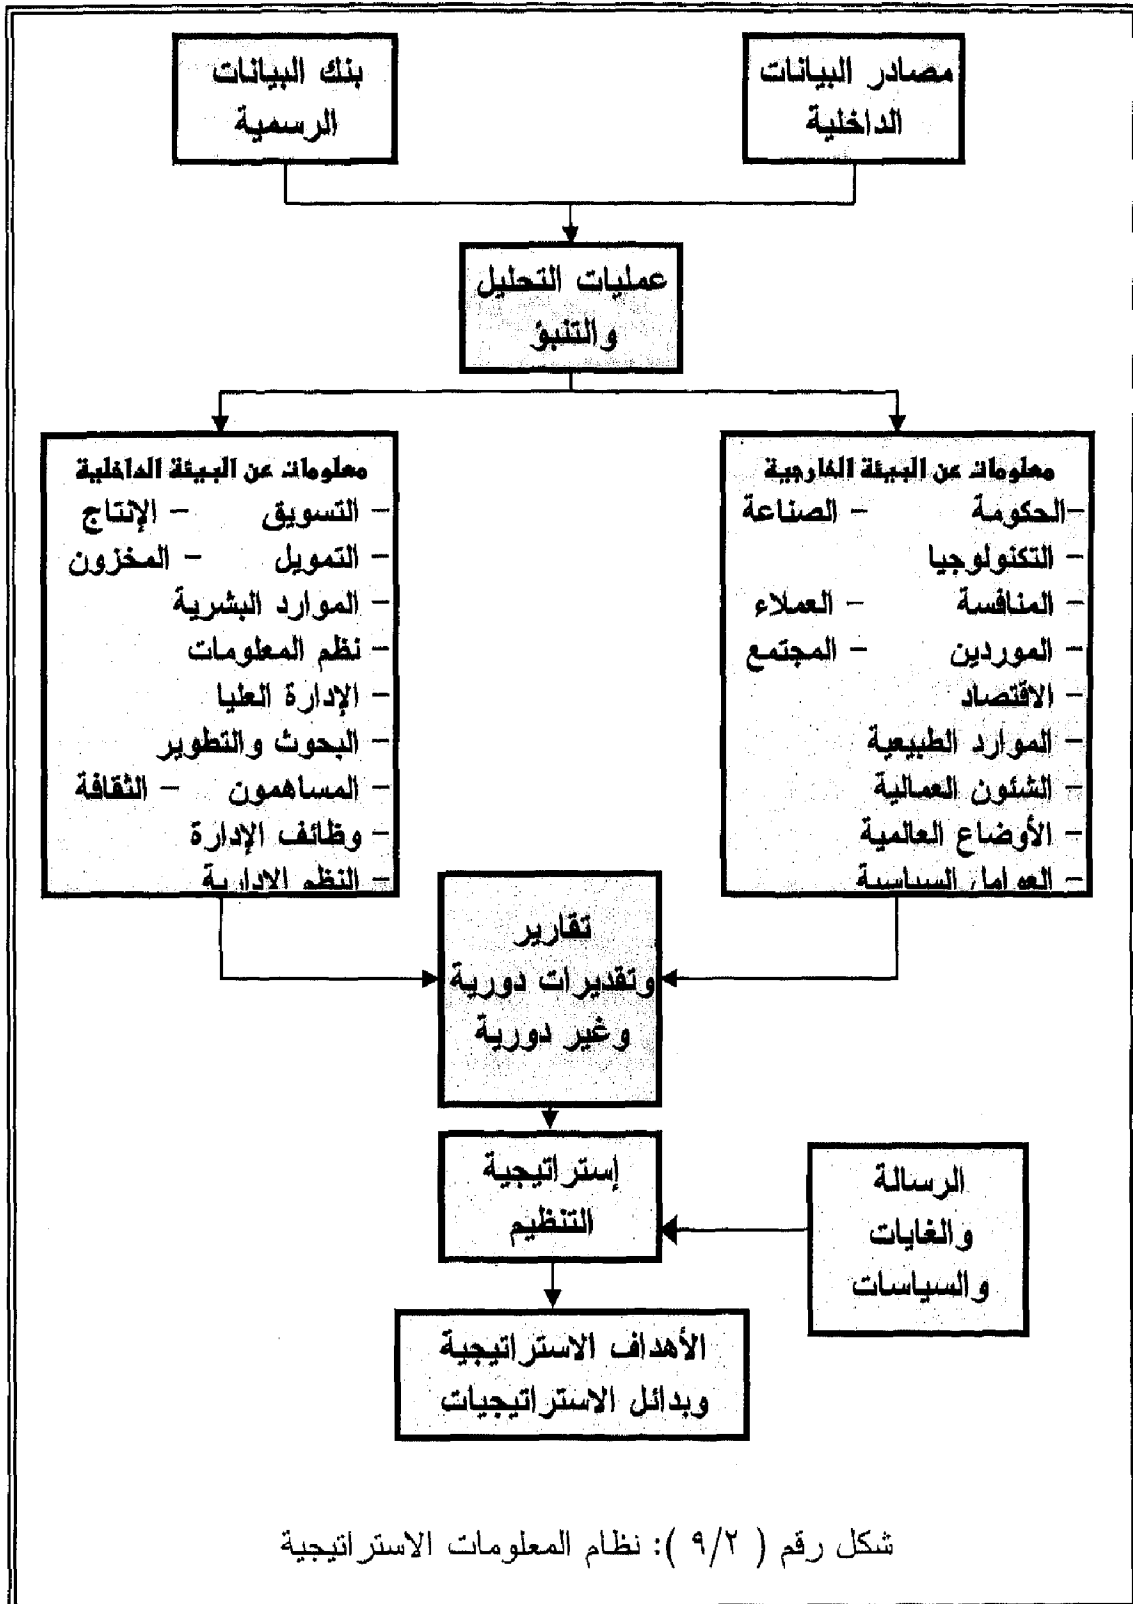 مصادر البيانات
الداخلية
بنك البيانات
الرسمية
عمليات التحليل
والتنبؤ
معلومات عن البيئة الخارجية
-الحكومة - الصناعة
- التكنولوجيا
- المنافسة - العملاء
- الموردين - المجتمع
- الاقتصاد
- الموارد الطبيعية
- الشئون العمالية
- الأوضاع العالمية
- العوامل السياسية
معلومات عن البيئة الداخلية
- التسويق - الإنتاج
- التمويل - المخزون
- الموارد البشرية
- نظم المعلومات
- الإدارة العليا
- البحوث والتطوير
- المساهمون - الثقافة
- وظائف الإدارة
- النظم الإدارية
تقارير
وتقديرات دورية
وغير دورية
إستراتيجية
التنظيم
الرسالة
والغايات
والسياسات
الأهداف الاستراتيجية
وبدائل الاستراتيجيات
شكل رقم ( ٩/٢ ): نظام المعلومات الاستراتيجية